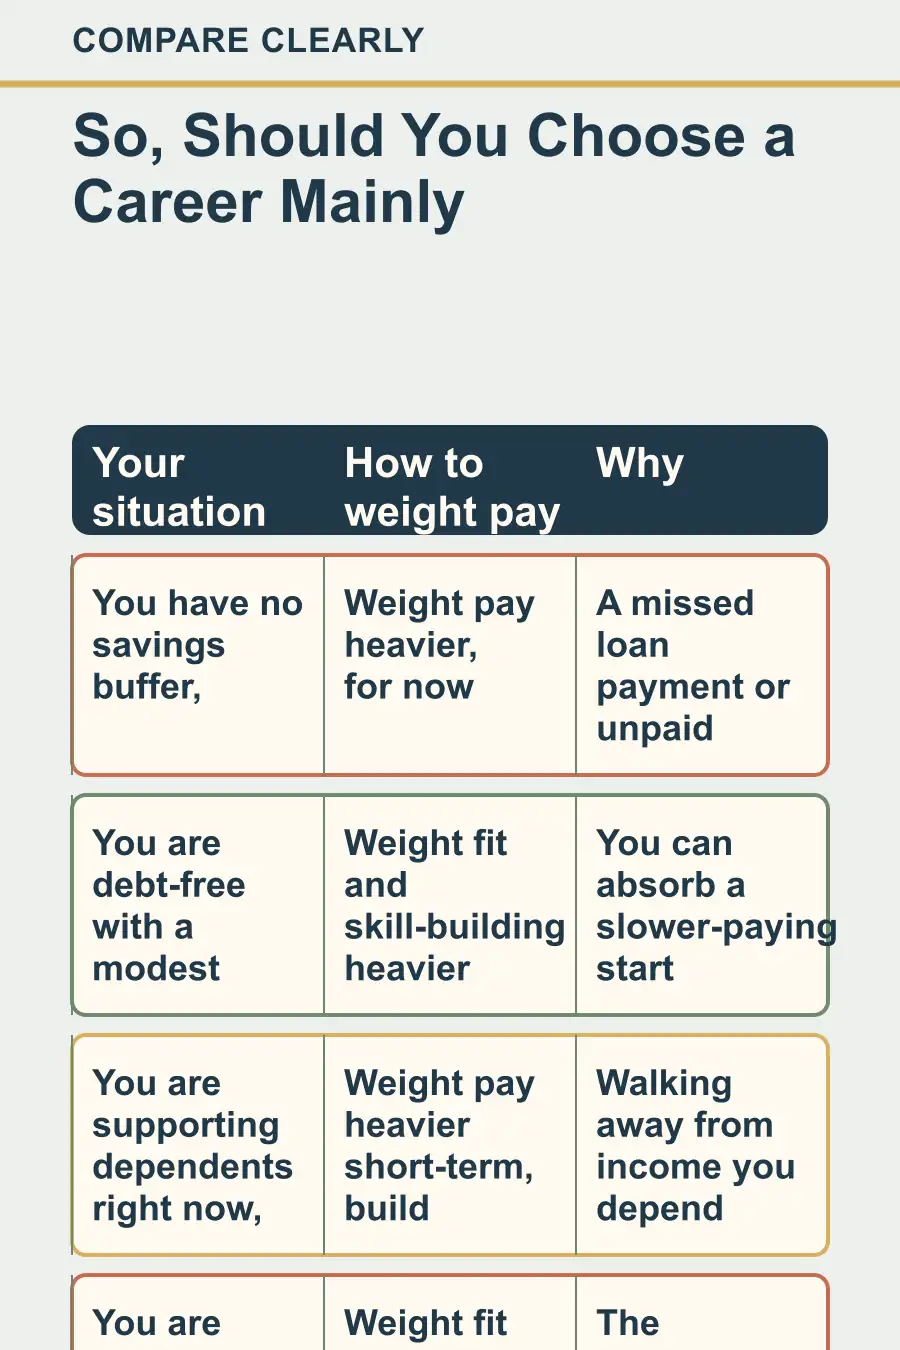 COMPARE CLEARLY
So, Should You Choose a
Career Mainly
Your
situation
How to
weight pay
Why
You have no
savings
buffer,
Weight pay
heavier,
for now
A missed
loan
payment or
unpaid
You are
debt-free
with a
modest
Weight fit
and
skill-building
heavier
You can
absorb a
slower-paying
start
You are
supporting
dependents
right now,
Weight pay
heavier
short-term,
build
Walking
away from
income you
depend
You are
Weight fit
The